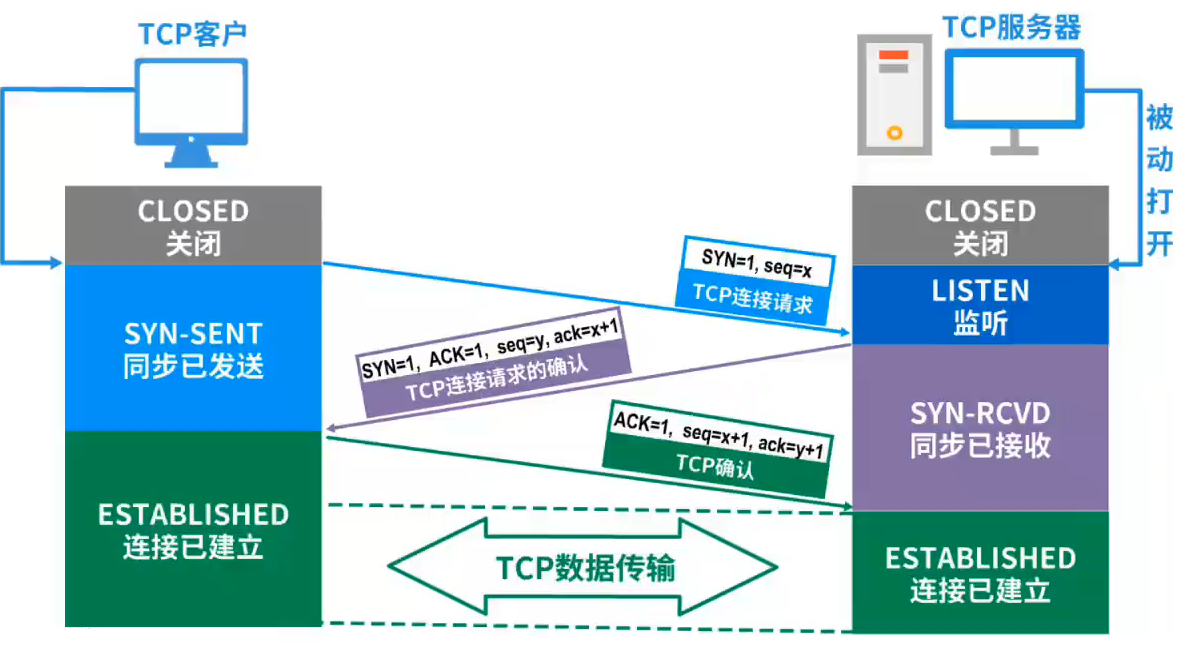 TCP客户
TCP服务器
被动打开
CLOSED
关闭
CLOSED
关闭
SYN=1, seq=x
TCP连接请求
LISTEN
监听
SYN-SENT
同步已发送
SYN=1, ACK=1, seq=y, ack=x+1
TCP连接请求的确认
SYN-RCVD
同步已接收
ACK=1, seq=x+1, ack=y+1
TCP确认
ESTABLISHED
连接已建立
TCP数据传输
ESTABLISHED
连接已建立